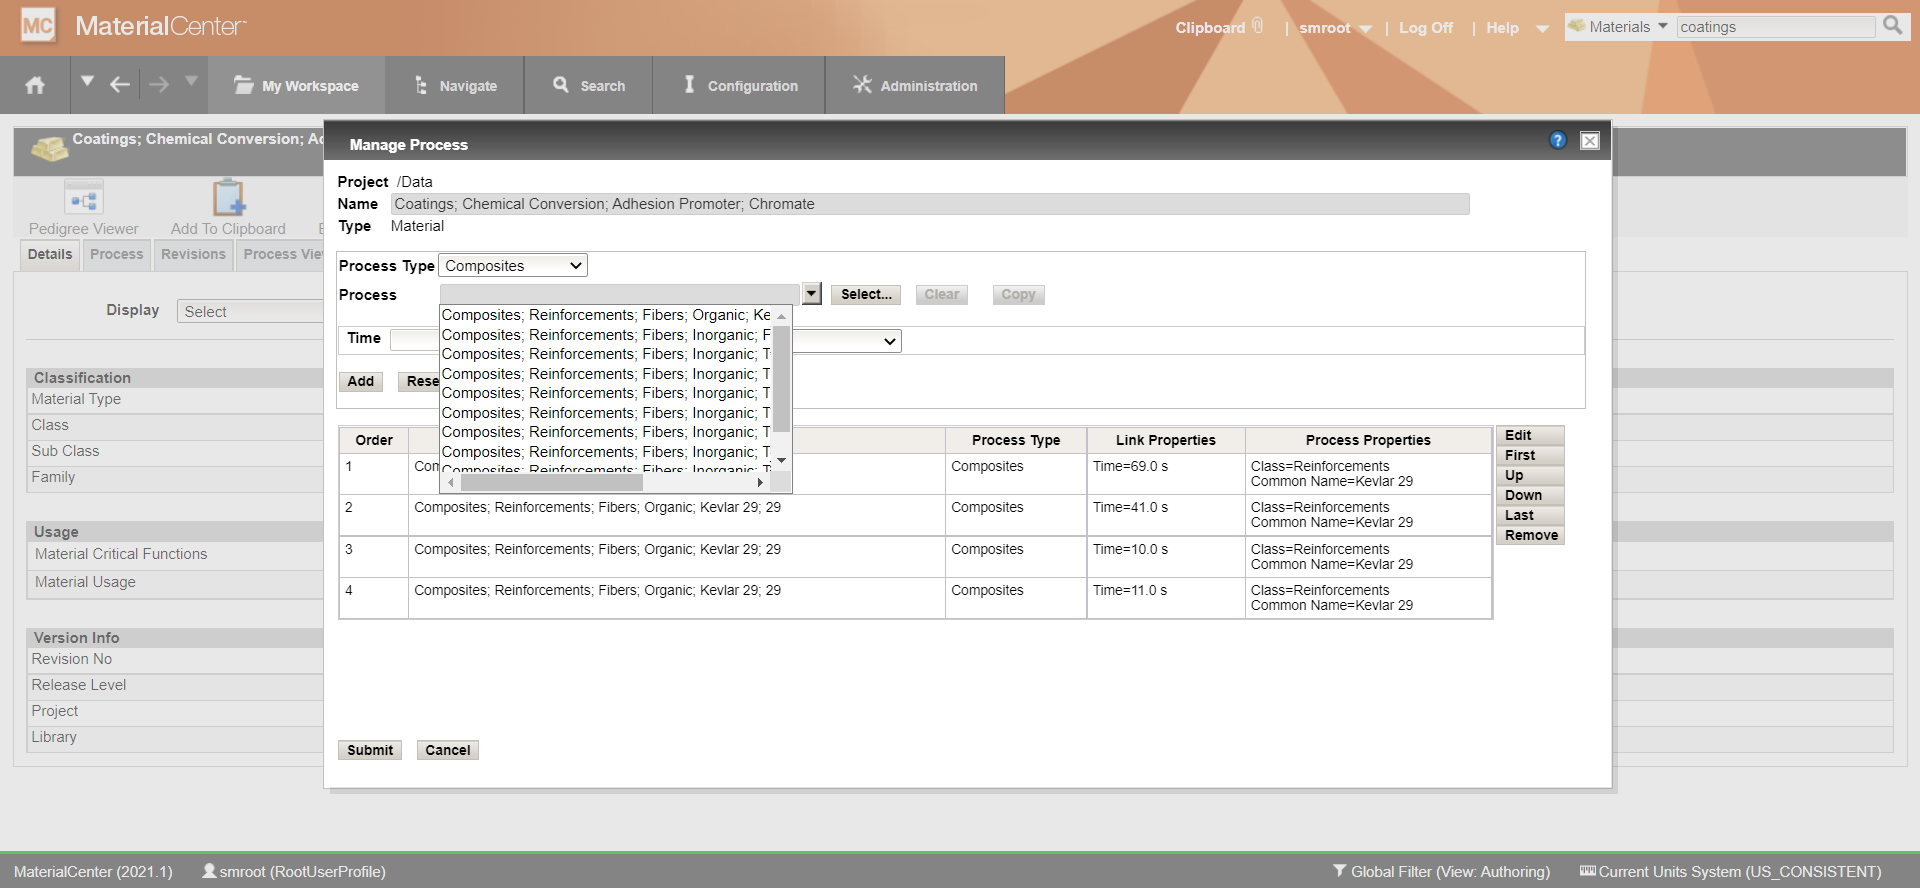 MC MaterialCenter
Clipboard | smroot | Log Off | Help Materials coatings
My Workspace Navigate Search Configuration Administration
Coatings; Chemical Conversion; Ad
Pedigree Viewer Add To Clipboard
Details Process Revisions Process Vie
Display Select
Classification
Material Type
Class
Sub Class
Family
Usage
Material Critical Functions
Material Usage
Version Info
Revision No
Release Level
Project
Library
Manage Process ?
Project /Data
Name Coatings; Chemical Conversion; Adhesion Promoter; Chromate
Type Material
Process Type Composites
Process Select... Clear Copy
Composites; Reinforcements; Fibers; Organic; Ke
Composites; Reinforcements; Fibers; Inorganic; F
Composites; Reinforcements; Fibers; Inorganic; T
Composites; Reinforcements; Fibers; Inorganic; T
Composites; Reinforcements; Fibers; Inorganic; T
Composites; Reinforcements; Fibers; Inorganic; T
Composites; Reinforcements; Fibers; Inorganic; T
Composites; Reinforcements; Fibers; Inorganic; T
Composites; Reinforcements; Fibers; Inorganic; T
Time
Add Rese
Order Process Type Link Properties Process Properties
1 Com Composites Time=69.0 s Class=Reinforcements
Common Name=Kevlar 29
2 Composites; Reinforcements; Fibers; Organic; Kevlar 29; 29 Composites Time=41.0 s Class=Reinforcements
Common Name=Kevlar 29
3 Composites; Reinforcements; Fibers; Organic; Kevlar 29; 29 Composites Time=10.0 s Class=Reinforcements
Common Name=Kevlar 29
4 Composites; Reinforcements; Fibers; Organic; Kevlar 29; 29 Composites Time=11.0 s Class=Reinforcements
Common Name=Kevlar 29
Edit
First
Up
Down
Last
Remove
Submit Cancel
MaterialCenter (2021.1) smroot (RootUserProfile) Global Filter (View: Authoring) Current Units System (US_CONSISTENT)